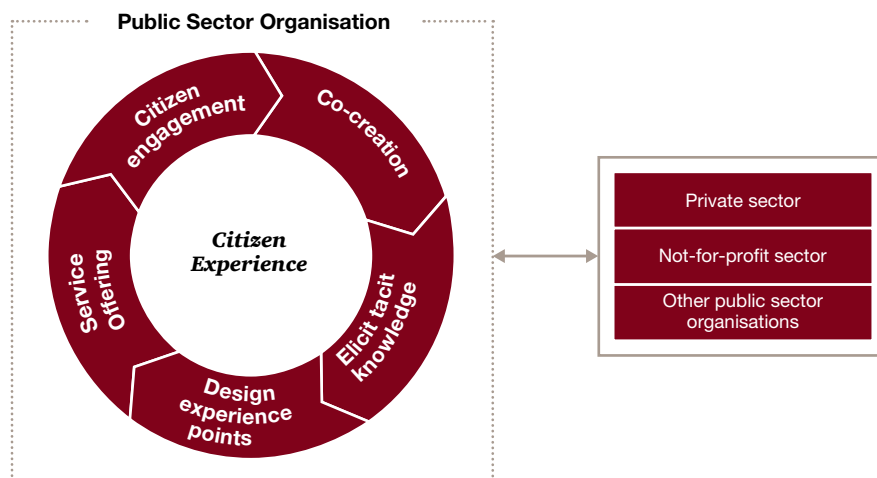 Public Sector Organisation
Citizen
engagement
Co-creation
Elicit tacit
knowledge
Design
experience
points
Service
Offering
Citizen
Experience
Private sector
Not-for-profit sector
Other public sector
organisations